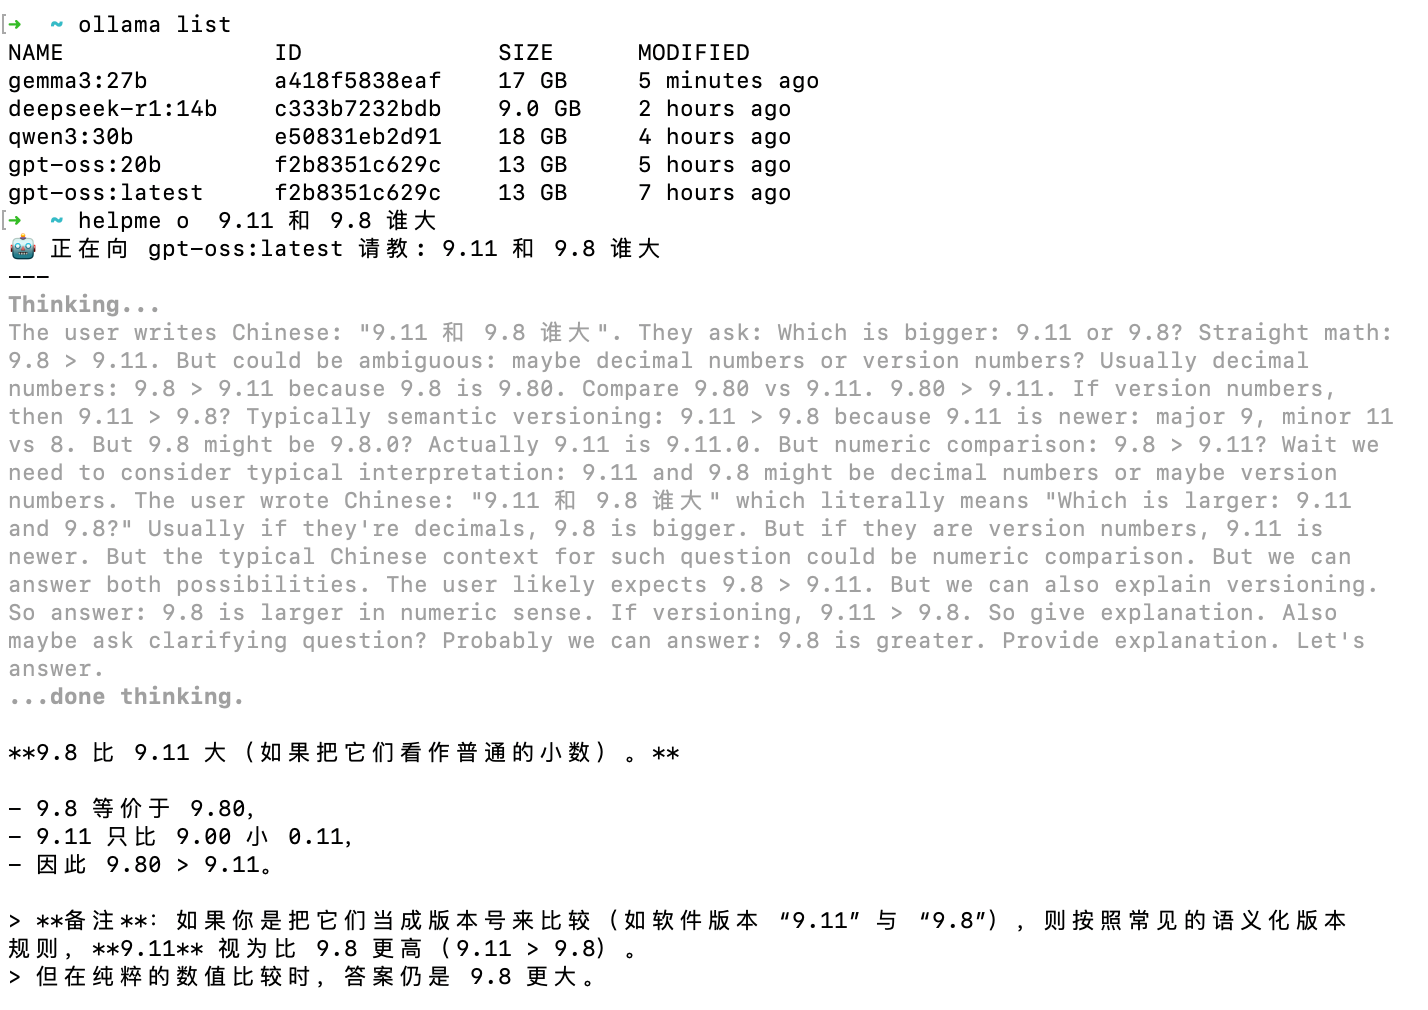 [→  ~ ollama list
NAME               ID              SIZE      MODIFIED
gemma3:27b         a418f5838eaf    17 GB     5 minutes ago
deepseek-r1:14b    c333b7232bdb    9.0 GB    2 hours ago
qwen3:30b          e50831eb2d91    18 GB     4 hours ago
gpt-oss:20b        f2b8351c629c    13 GB     5 hours ago
gpt-oss:latest     f2b8351c629c    13 GB     7 hours ago
[→  ~ helpme o  9.11 和 9.8 谁大
🤖 正在向 gpt-oss:latest 请教: 9.11 和 9.8 谁大
---
Thinking...
The user writes Chinese: "9.11 和 9.8 谁大". They ask: Which is bigger: 9.11 or 9.8? Straight math:
9.8 > 9.11. But could be ambiguous: maybe decimal numbers or version numbers? Usually decimal
numbers: 9.8 > 9.11 because 9.8 is 9.80. Compare 9.80 vs 9.11. 9.80 > 9.11. If version numbers,
then 9.11 > 9.8? Typically semantic versioning: 9.11 > 9.8 because 9.11 is newer: major 9, minor 11
vs 8. But 9.8 might be 9.8.0? Actually 9.11 is 9.11.0. But numeric comparison: 9.8 > 9.11? Wait we
need to consider typical interpretation: 9.11 and 9.8 might be decimal numbers or maybe version
numbers. The user wrote Chinese: "9.11 和 9.8 谁大" which literally means "Which is larger: 9.11
and 9.8?" Usually if they're decimals, 9.8 is bigger. But if they are version numbers, 9.11 is
newer. But the typical Chinese context for such question could be numeric comparison. But we can
answer both possibilities. The user likely expects 9.8 > 9.11. But we can also explain versioning.
So answer: 9.8 is larger in numeric sense. If versioning, 9.11 > 9.8. So give explanation. Also
maybe ask clarifying question? Probably we can answer: 9.8 is greater. Provide explanation. Let's
answer.
...done thinking.
**9.8 比 9.11 大（如果把它们看作普通的小数）。**
- 9.8 等价于 9.80，
- 9.11 只比 9.00 小 0.11，
- 因此 9.80 > 9.11。
> **备注**：如果你是把它们当成版本号来比较（如软件版本 “9.11” 与 “9.8”），则按照常见的语义化版本
规则，**9.11** 视为比 9.8 更高（9.11 > 9.8）。
> 但在纯粹的数值比较时，答案仍是 9.8 更大。